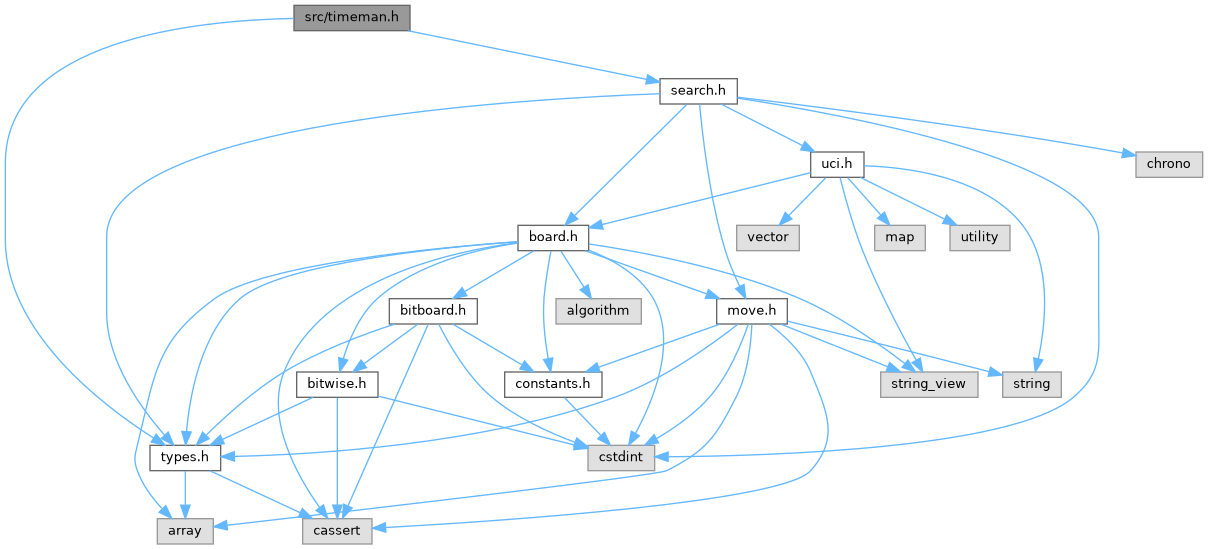 src/timeman.h
search.h
uci.h
chrono
board.h
vector
map
utility
bitboard.h
algorithm
move.h
bitwise.h
constants.h
string_view
string
types.h
cstdint
array
cassert